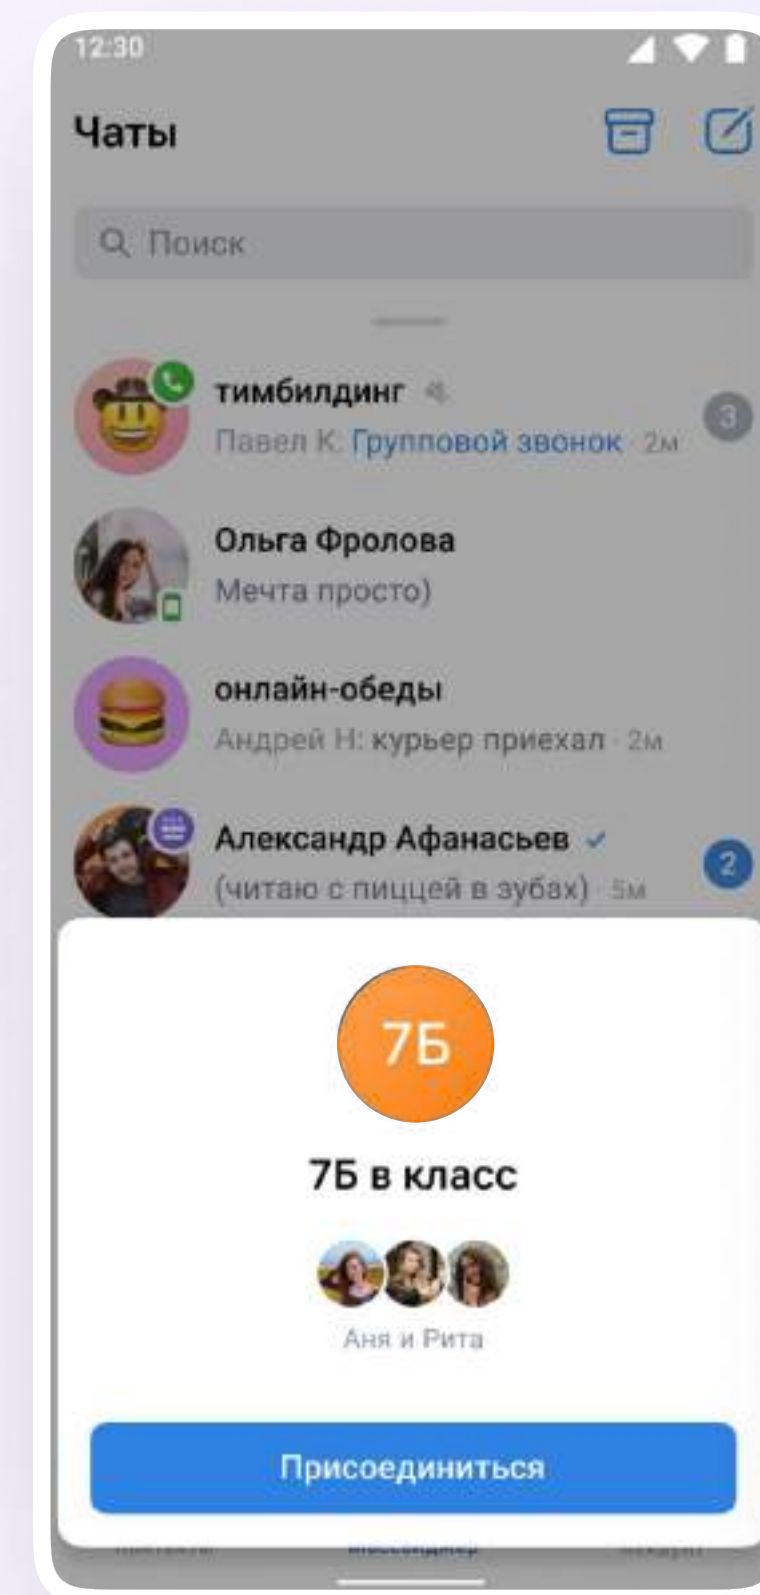 12:30
Чаты
Поиск
тимбилдинг
3
Павел К: Групповой звонок · 2м
Ольга Фролова
Мечта просто)
онлайн-обеды
Андрей Н: курьер приехал · 2м
Александр Афанасьев
2
(читаю с пиццей в зубах) · 5м
7Б
7Б в класс
Аня и Рита
Присоединиться